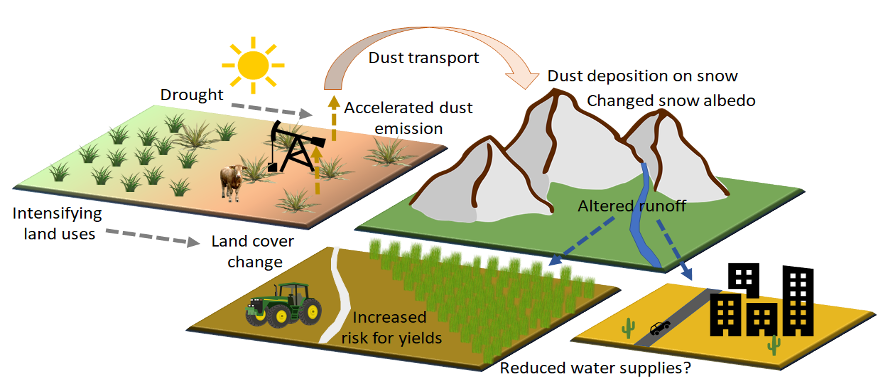 Dust transport
Dust deposition on snow
Changed snow albedo
Drought
Accelerated dust
emission
Intensifying
land uses
Land cover
change
Altered runoff
Increased
risk for yields
Reduced water supplies?